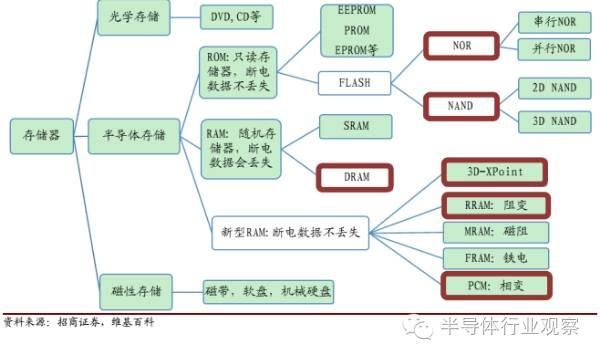 存储器
光学存储
DVD,CD等
半导体存储
ROM:只读存
储器,断电
数据不丢失
EEPROM
PROM
EPROM等
FLASH
NOR
串行NOR
并行NOR
NAND
2D NAND
3D NAND
RAM: 随机存
储器,断电
数据会丢失
SRAM
DRAM
新型RAM:断电数据不丢失
3D-XPoint
RRAM: 阻变
MRAM: 磁阻
FRAM: 铁电
PCM: 相变
磁性存储
磁带,软盘,机械硬盘
资料来源: 招商证券,维基百科
半导体行业观察